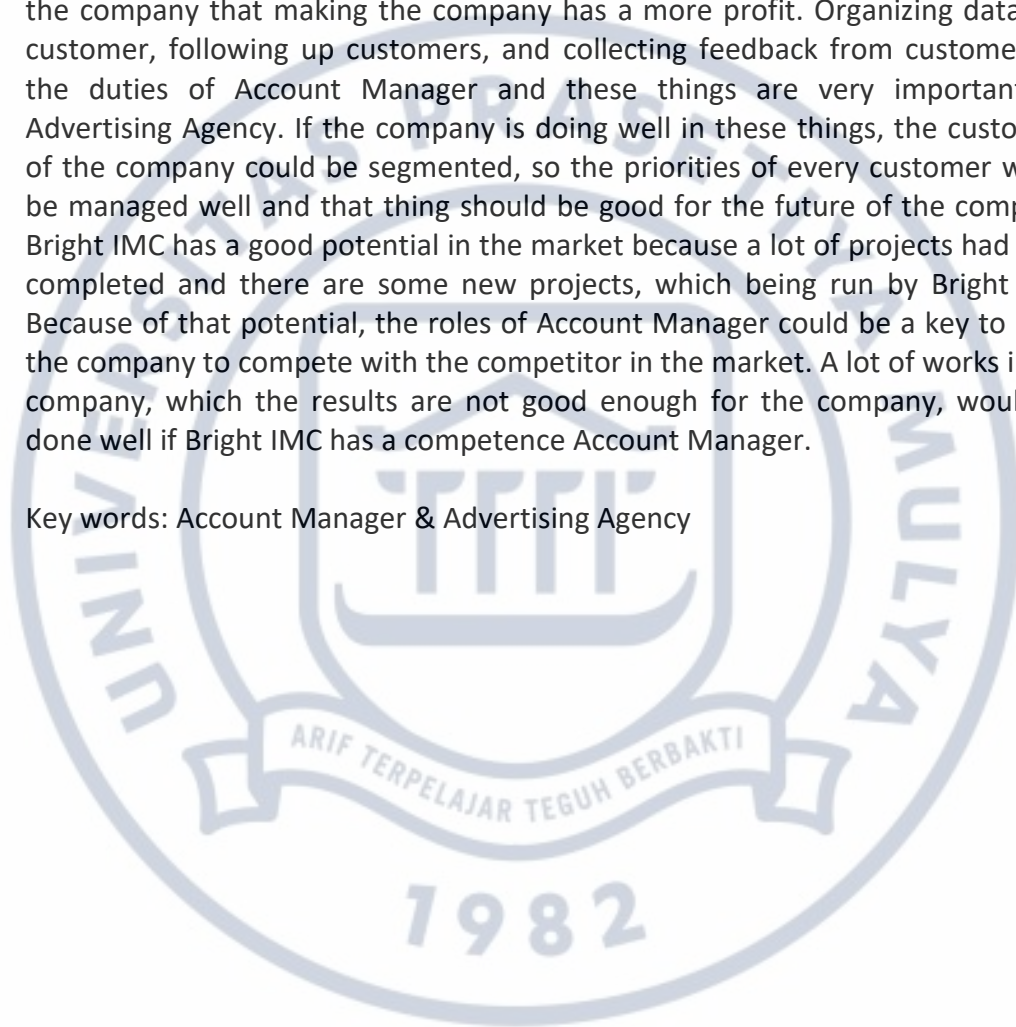 the company that making the company has a more profit. Organizing data
customer, following up customers, and collecting feedback from custome
the duties of Account Manager and these things are very important
Advertising Agency. If the company is doing well in these things, the custo
of the company could be segmented, so the priorities of every customer w
be managed well and that thing should be good for the future of the comp
Bright IMC has a good potential in the market because a lot of projects had
completed and there are some new projects, which being run by Bright
Because of that potential, the roles of Account Manager could be a key to
the company to compete with the competitor in the market. A lot of works i
company, which the results are not good enough for the company, woul
done well if Bright IMC has a competence Account Manager.
Key words: Account Manager & Advertising Agency
UNIVERSITAS PRASETIYA MULYA
ARIF TERPELAJAR TEGUH BERBAKTI
1982